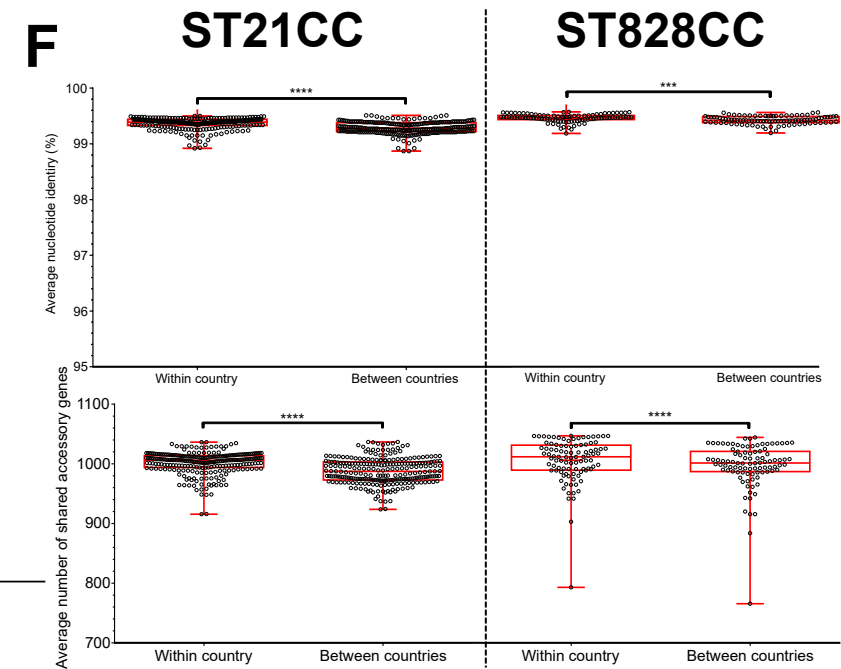 F
ST21CC
ST828CC
Average nucleotide identiry (%)
100
99
98
97
96
95
****
***
Within country
Between countries
Within country
Between countries
Average number of shared accessory genes
1100
1000
900
800
700
****
****
Within country
Between countries
Within country
Between countries